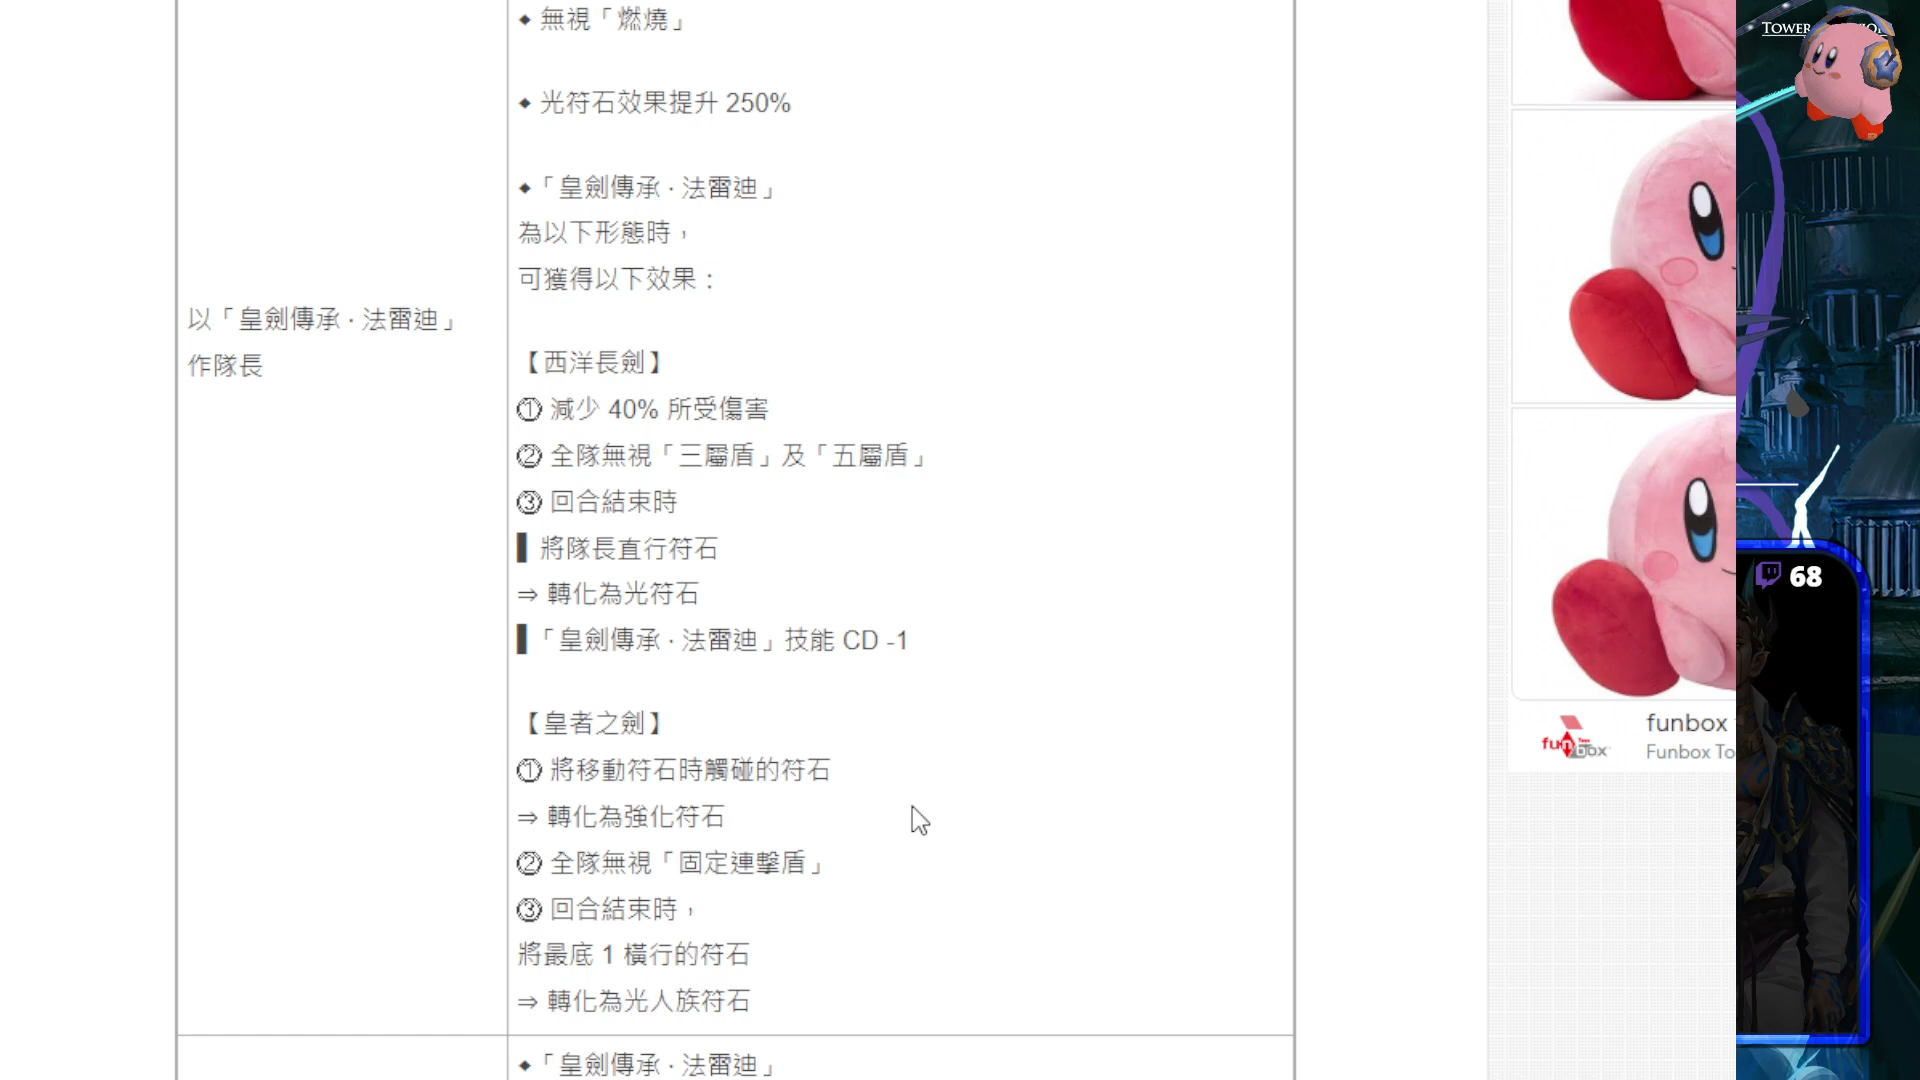 ◆ 無視「燃燒」
◆ 光符石效果提升 250%
◆「皇劍傳承 ‧ 法雷迪」
為以下形態時，
可獲得以下效果：
以「皇劍傳承 ‧ 法雷迪」
作隊長
【西洋長劍】
① 減少 40% 所受傷害
② 全隊無視「三屬盾」及「五屬盾」
③ 回合結束時
▌將隊長直行符石
⇒ 轉化為光符石
▌「皇劍傳承 ‧ 法雷迪」技能 CD -1
【皇者之劍】
① 將移動符石時觸碰的符石
⇒ 轉化為強化符石
② 全隊無視「固定連擊盾」
③ 回合結束時，
將最底 1 橫行的符石
⇒ 轉化為光人族符石
◆「皇劍傳承 ‧ 法雷迪」
funbox
Funbox To
funbox
TOWER
68